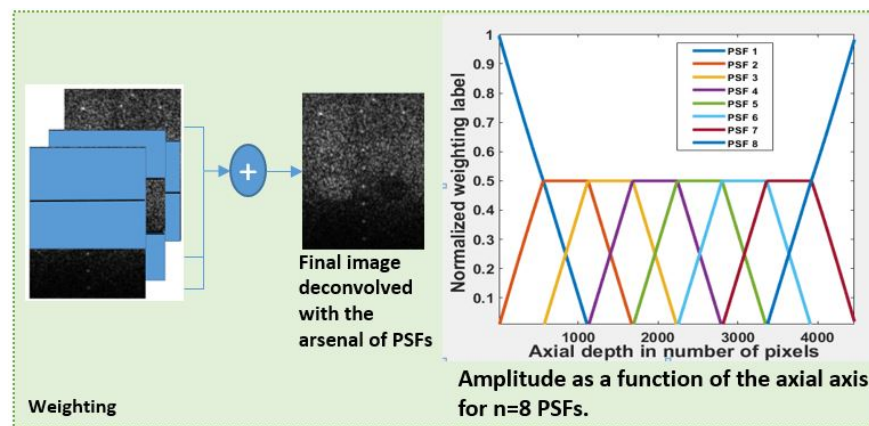 +
Final image
deconvolved
with the
arsenal of PSFs
Weighting
Normalized weighting label
1
0.9
0.8
0.7
0.6
0.5
0.4
0.3
0.2
0.1
PSF 1
PSF 2
PSF 3
PSF 4
PSF 5
PSF 6
PSF 7
PSF 8
1000 2000 3000 4000
Axial depth in number of pixels
Amplitude as a function of the axial axis
for n=8 PSFs.